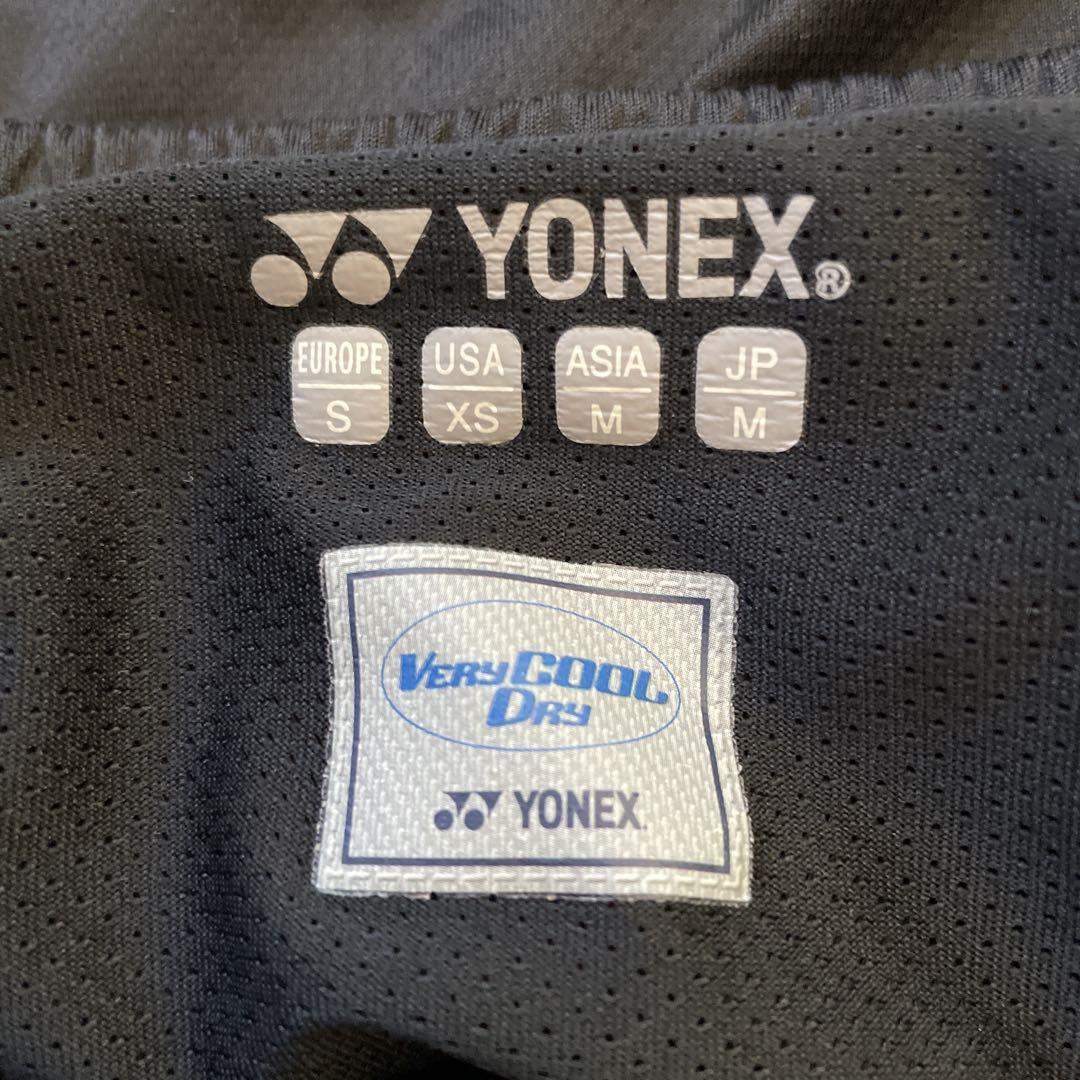 YONEX®
EUROPE USA ASIA JP
S XS M M
VERY COOL
DRY
YONEX